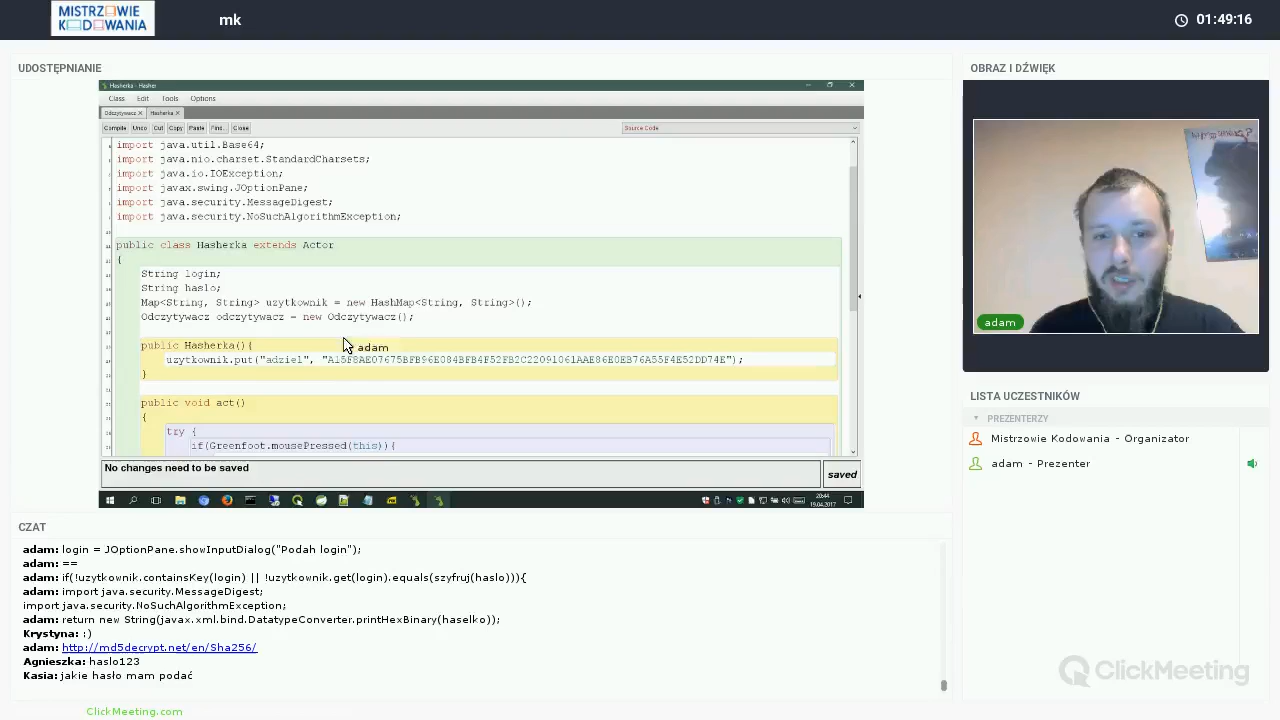 MISTRZOWIE
KODOWANIA
mk
01:49:16
UDOSTĘPNIANIE
OBRAZ I DŹWIĘK
Hasherka - Hasher
Class Edit Tools Options
Odczytywacz Hasherka
Compile Undo Cut Copy Paste Find... Close Source Code
import java.util.Base64;
import java.nio.charset.StandardCharsets;
import java.io.IOException;
import javax.swing.JOptionPane;
import java.security.MessageDigest;
import java.security.NoSuchAlgorithmException;
public class Hasherka extends Actor
{
String login;
String haslo;
Map<String, String> uzytkownik = new HashMap<String, String>();
Odczytywacz odczytywacz = new Odczytywacz();
public Hasherka(){
adam
uzytkownik.put("adziel", "A15F8AE07675BFB96E084BFB4F52FB2C22091061AAE86E0EB76A55F4E52DD74E");
}
public void act()
{
try {
if(Greenfoot.mousePressed(this)){
No changes need to be saved
saved
20:44
19.04.2017
adam
LISTA UCZESTNIKÓW
PREZENTERZY
Mistrzowie Kodowania - Organizator
adam - Prezenter
CZAT
adam: login = JOptionPane.showInputDialog("Podah login");
adam: ==
adam: if(!uzytkownik.containsKey(login) || !uzytkownik.get(login).equals(szyfruj(haslo))){
adam: import java.security.MessageDigest;
import java.security.NoSuchAlgorithmException;
adam: return new String(javax.xml.bind.DatatypeConverter.printHexBinary(haselko));
Krystyna: ;)
adam: http://md5decrypt.net/en/Sha256/
Agnieszka: haslo123
Kasia: jakie hasło mam podać
ClickMeeting
ClickMeeting.com